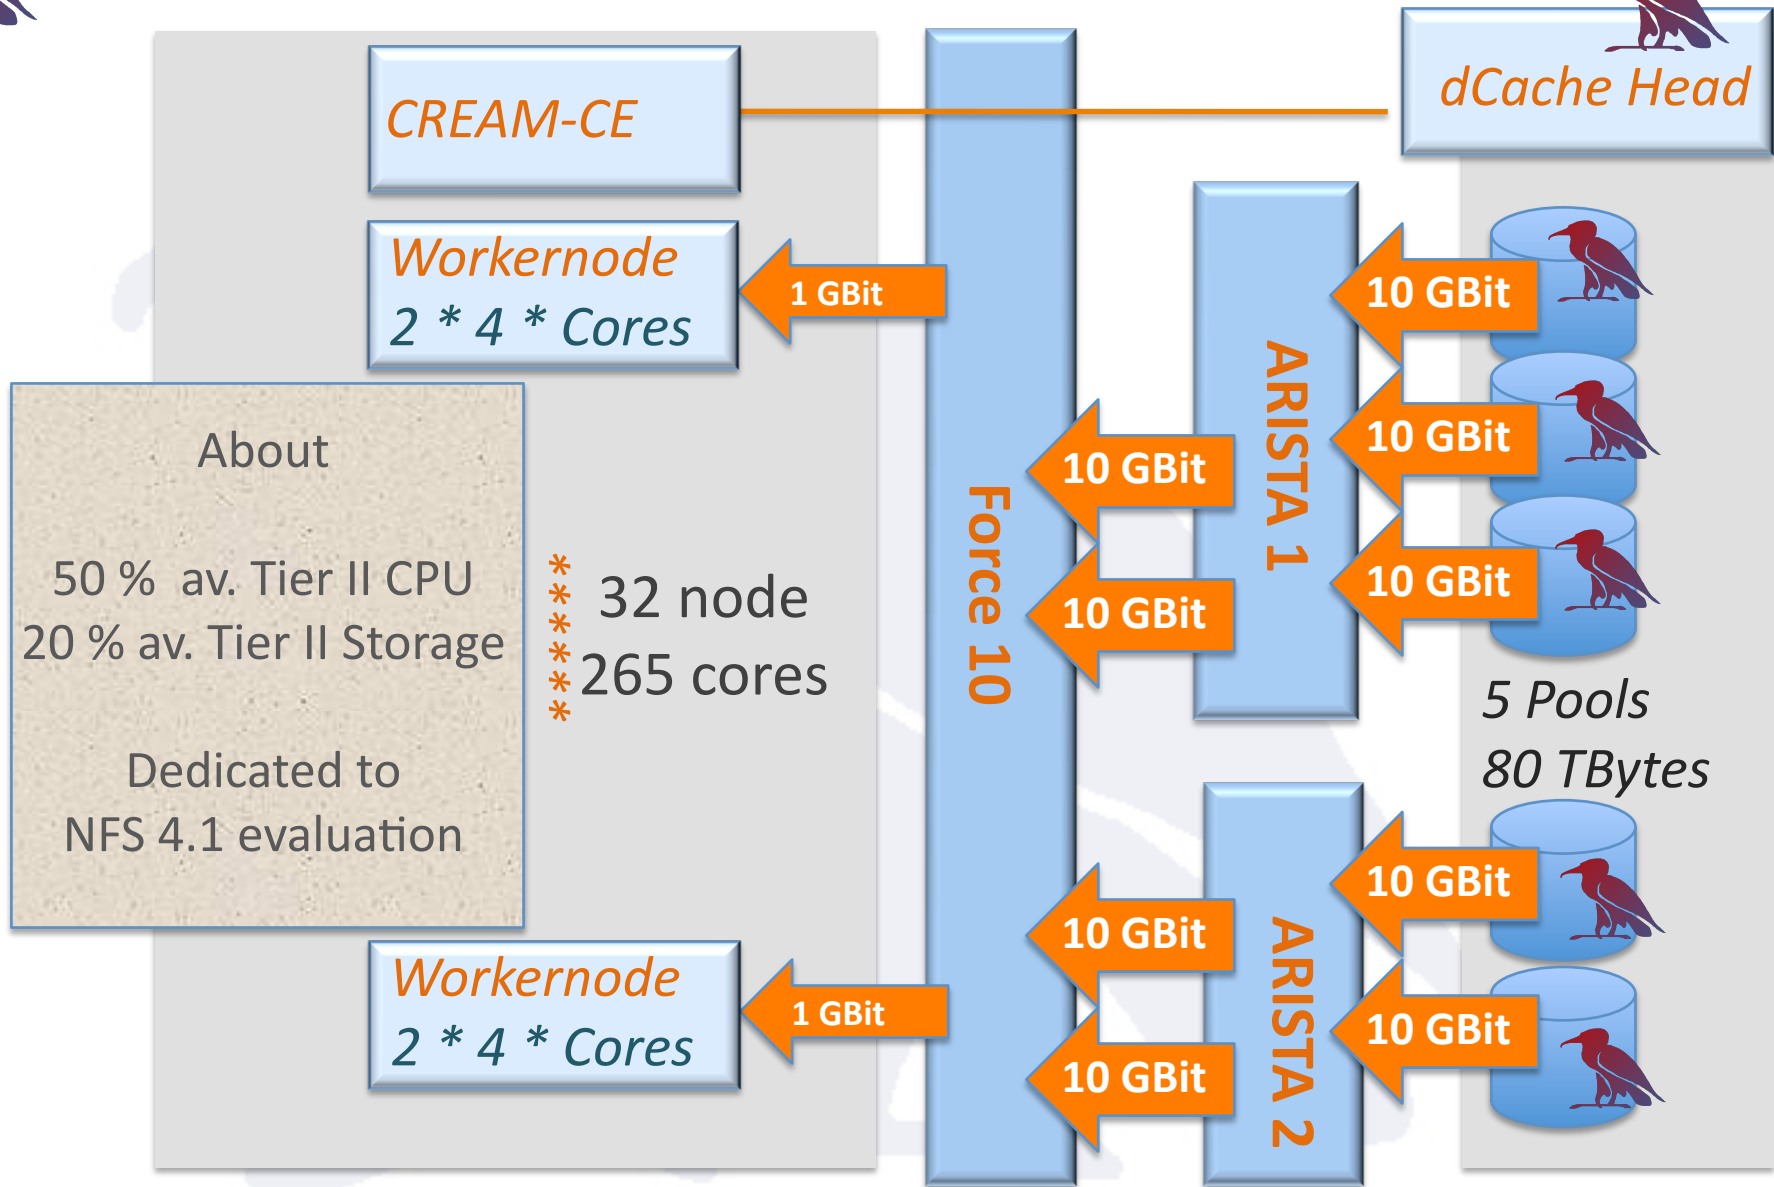 CREAM-CE
dCache Head
Workernode
2 * 4 * Cores
1 GBit
10 GBit
10 GBit
10 GBit
ARISTA 1
10 GBit
10 GBit
Force 10
About
50 % av. Tier II CPU
20 % av. Tier II Storage
Dedicated to
NFS 4.1 evaluation
******
32 node
265 cores
5 Pools
80 TBytes
10 GBit
10 GBit
ARISTA 2
10 GBit
10 GBit
Workernode
2 * 4 * Cores
1 GBit